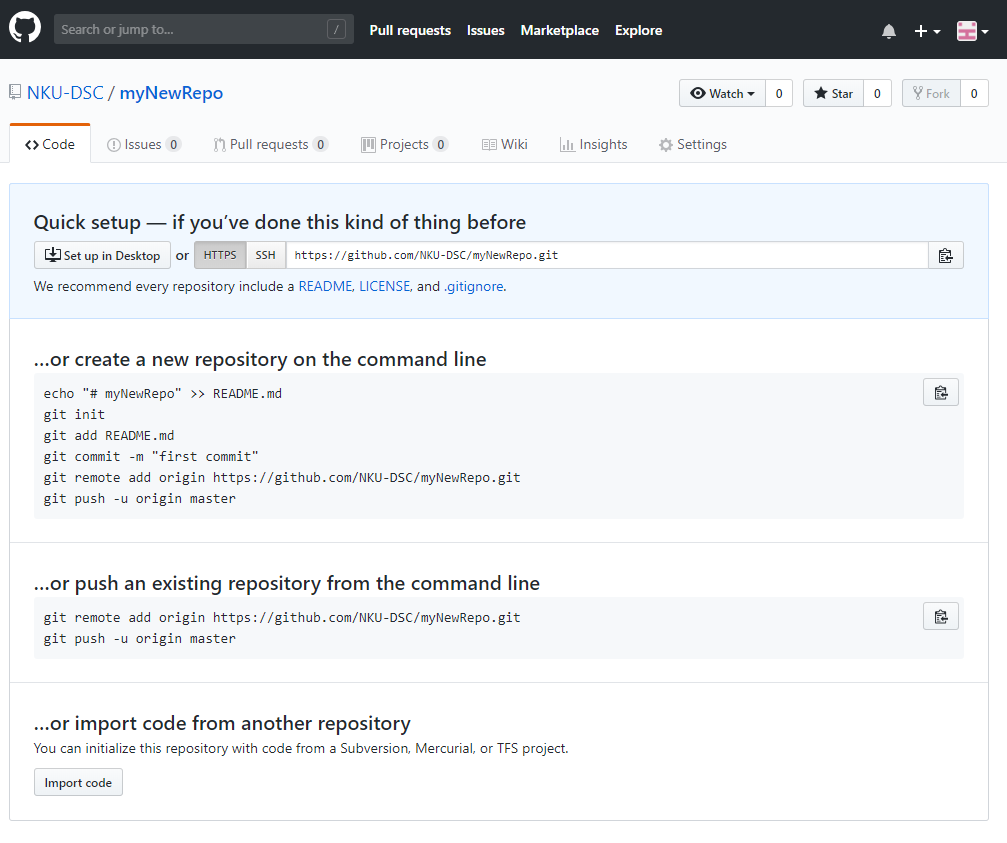 Search or jump to... / Pull requests Issues Marketplace Explore
NKU-DSC / myNewRepo Watch 0 Star 0 Fork 0
Code Issues 0 Pull requests 0 Projects 0 Wiki Insights Settings
Quick setup — if you’ve done this kind of thing before
Set up in Desktop or HTTPS SSH https://github.com/NKU-DSC/myNewRepo.git
We recommend every repository include a README, LICENSE, and .gitignore.
…or create a new repository on the command line
echo "# myNewRepo" >> README.md
git init
git add README.md
git commit -m "first commit"
git remote add origin https://github.com/NKU-DSC/myNewRepo.git
git push -u origin master
…or push an existing repository from the command line
git remote add origin https://github.com/NKU-DSC/myNewRepo.git
git push -u origin master
…or import code from another repository
You can initialize this repository with code from a Subversion, Mercurial, or TFS project.
Import code